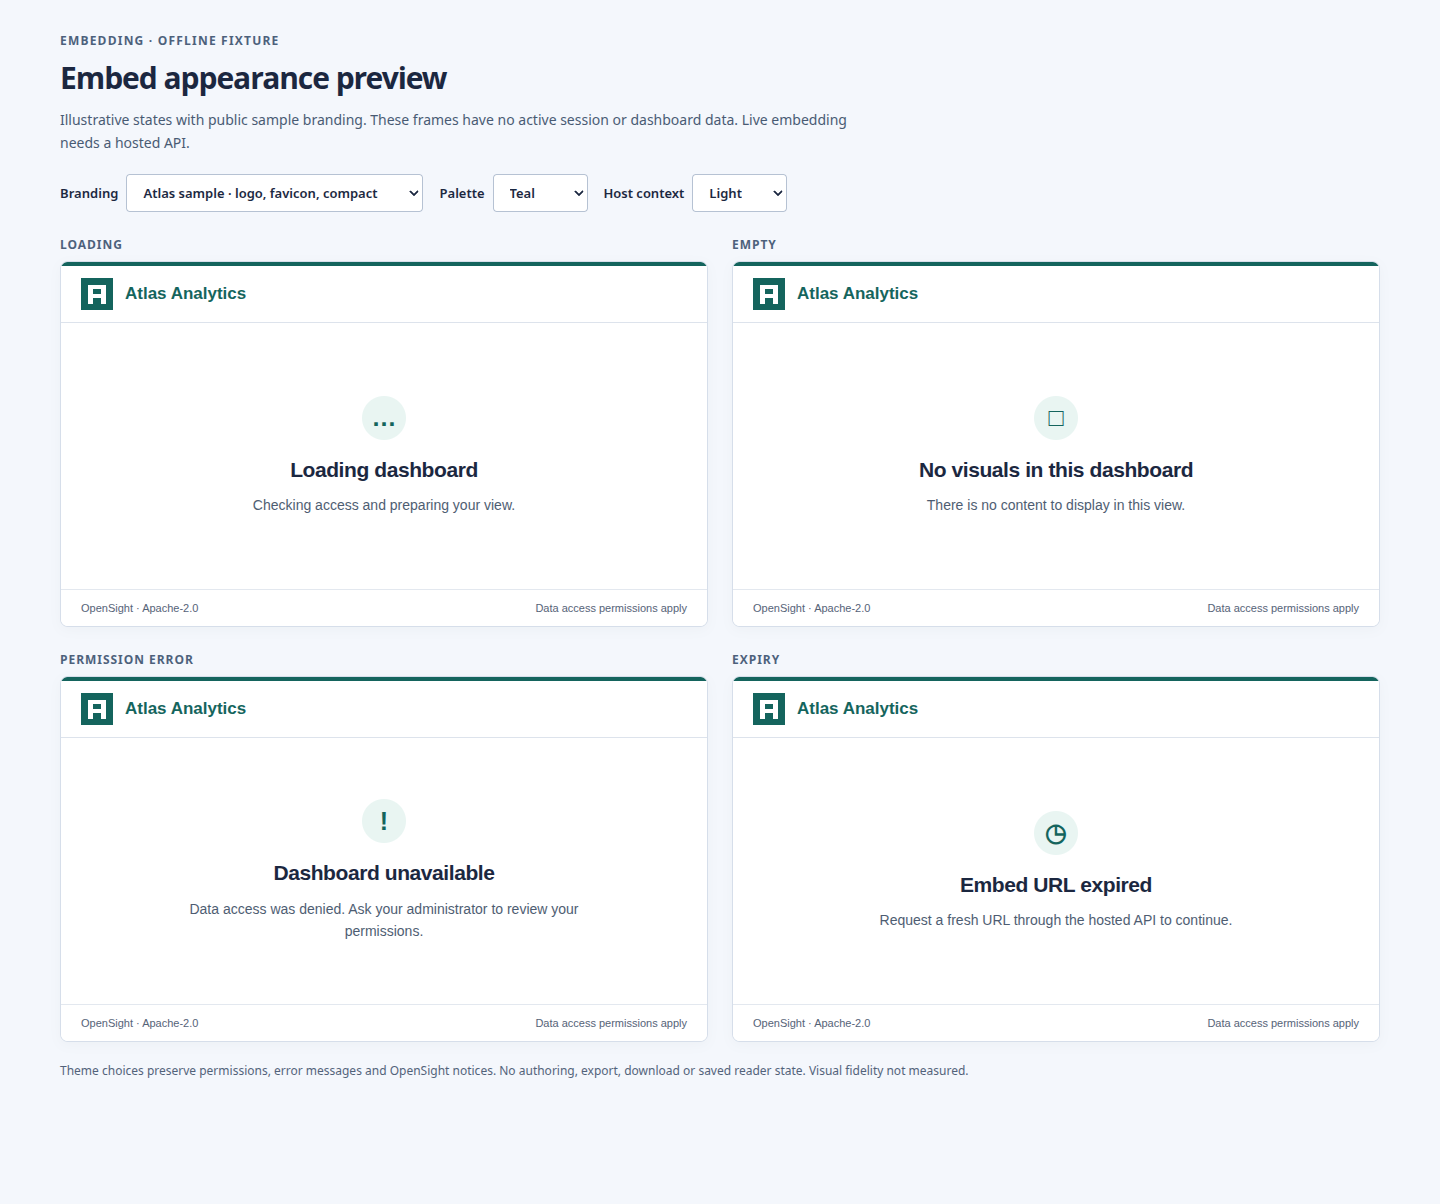 EMBEDDING · OFFLINE FIXTURE
Embed appearance preview
Illustrative states with public sample branding. These frames have no active session or dashboard data. Live embedding
needs a hosted API.
Branding Atlas sample · logo, favicon, compact Palette Teal Host context Light
LOADING
Atlas Analytics
...
Loading dashboard
Checking access and preparing your view.
OpenSight · Apache-2.0 Data access permissions apply
EMPTY
Atlas Analytics
No visuals in this dashboard
There is no content to display in this view.
OpenSight · Apache-2.0 Data access permissions apply
PERMISSION ERROR
Atlas Analytics
!
Dashboard unavailable
Data access was denied. Ask your administrator to review your
permissions.
OpenSight · Apache-2.0 Data access permissions apply
EXPIRY
Atlas Analytics
Embed URL expired
Request a fresh URL through the hosted API to continue.
OpenSight · Apache-2.0 Data access permissions apply
Theme choices preserve permissions, error messages and OpenSight notices. No authoring, export, download or saved reader state. Visual fidelity not measured.